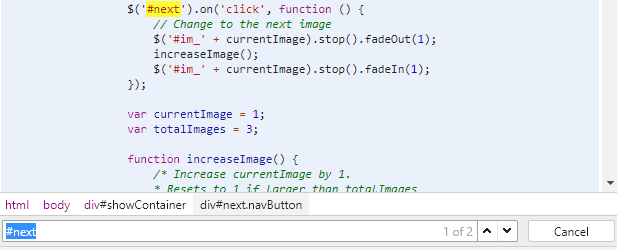 $('#next').on('click', function () {
// Change to the next image
$('#im_' + currentImage).stop().fadeOut(1);
increaseImage();
$('#im_' + currentImage).stop().fadeIn(1);
});
var currentImage = 1;
var totalImages = 3;
function increaseImage() {
/* Increase currentImage by 1.
* Resets to 1 if larger than totalImages
html body div#showContainer div#next.navButton
#next 1 of 2 Cancel